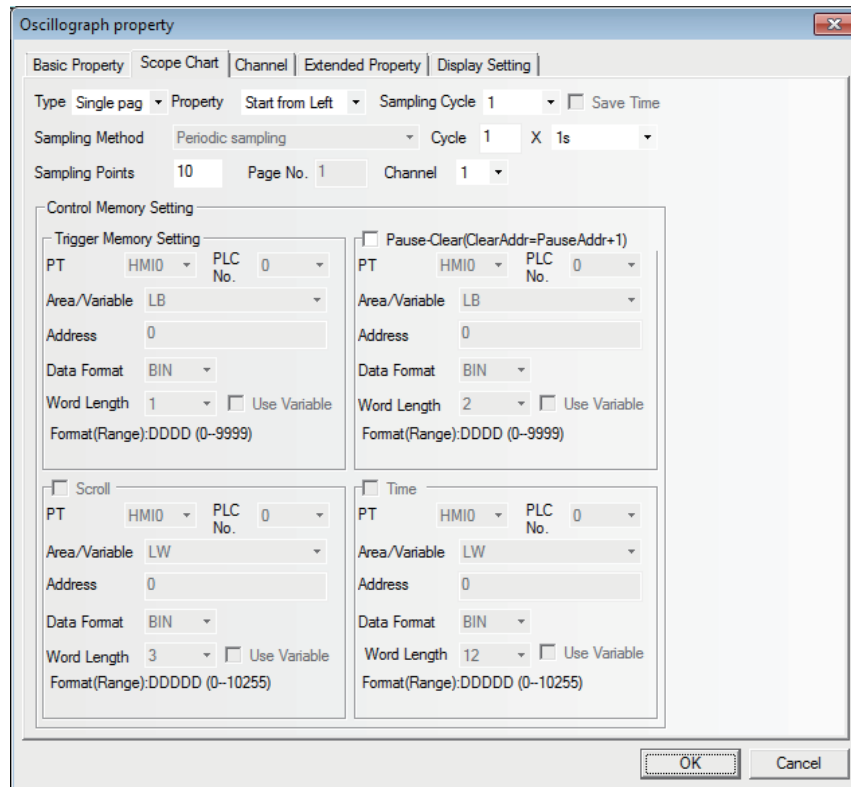 Oscillograph property
Basic Property Scope Chart Channel Extended Property Display Setting
Type Single pag Property Start from Left Sampling Cycle 1 Save Time
Sampling Method Periodic sampling Cycle 1 X 1s
Sampling Points 10 Page No. 1 Channel 1
Control Memory Setting
Trigger Memory Setting
PT HMI0 PLC No. 0
Area/Variable LB
Address 0
Data Format BIN
Word Length 1 Use Variable
Format(Range):DDDD (0--9999)
Pause-Clear(ClearAddr=PauseAddr+1)
PT HMI0 PLC No. 0
Area/Variable LB
Address 0
Data Format BIN
Word Length 2 Use Variable
Format(Range):DDDD (0--9999)
Scroll
PT HMI0 PLC No. 0
Area/Variable LW
Address 0
Data Format BIN
Word Length 3 Use Variable
Format(Range):DDDDD (0--10255)
Time
PT HMI0 PLC No. 0
Area/Variable LW
Address 0
Data Format BIN
Word Length 12 Use Variable
Format(Range):DDDDD (0--10255)
OK Cancel